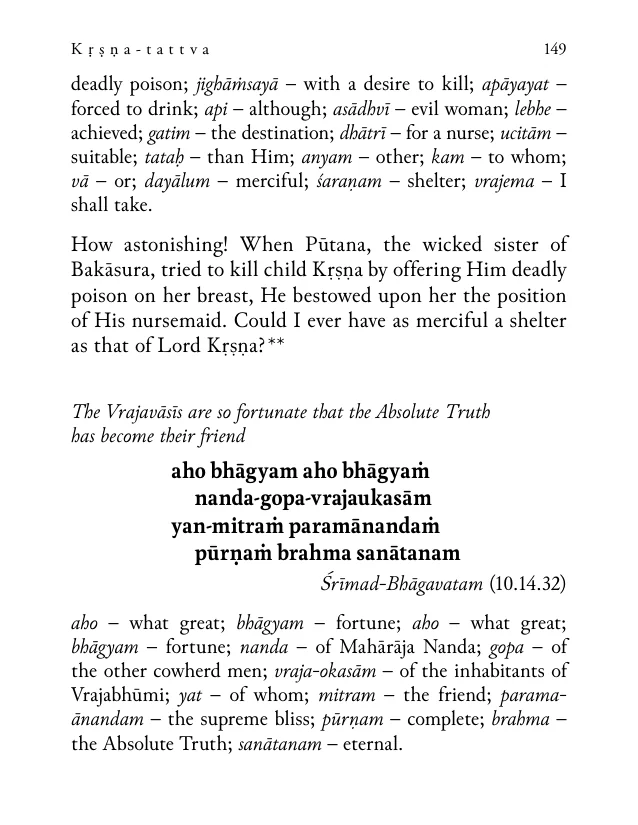 Kṛṣṇa-tattva 149
deadly poison; jighāṁsayā – with a desire to kill; apāyayat –
forced to drink; api – although; asādhvī – evil woman; lebhe –
achieved; gatim – the destination; dhātrī – for a nurse; ucitām –
suitable; tataḥ – than Him; anyam – other; kam – to whom;
vā – or; dayālum – merciful; śaraṇam – shelter; vrajema – I
shall take.
How astonishing! When Pūtana, the wicked sister of
Bakāsura, tried to kill child Kṛṣṇa by offering Him deadly
poison on her breast, He bestowed upon her the position
of His nursemaid. Could I ever have as merciful a shelter
as that of Lord Kṛṣṇa?**
The Vrajavāsīs are so fortunate that the Absolute Truth
has become their friend
aho bhāgyam aho bhāgyaṁ
nanda-gopa-vrajaukasām
yan-mitraṁ paramānandaṁ
pūrṇaṁ brahma sanātanam
Śrīmad-Bhāgavatam (10.14.32)
aho – what great; bhāgyam – fortune; aho – what great;
bhāgyam – fortune; nanda – of Mahārāja Nanda; gopa – of
the other cowherd men; vraja-okasām – of the inhabitants of
Vrajabhūmi; yat – of whom; mitram – the friend; parama-
ānandam – the supreme bliss; pūrṇam – complete; brahma –
the Absolute Truth; sanātanam – eternal.